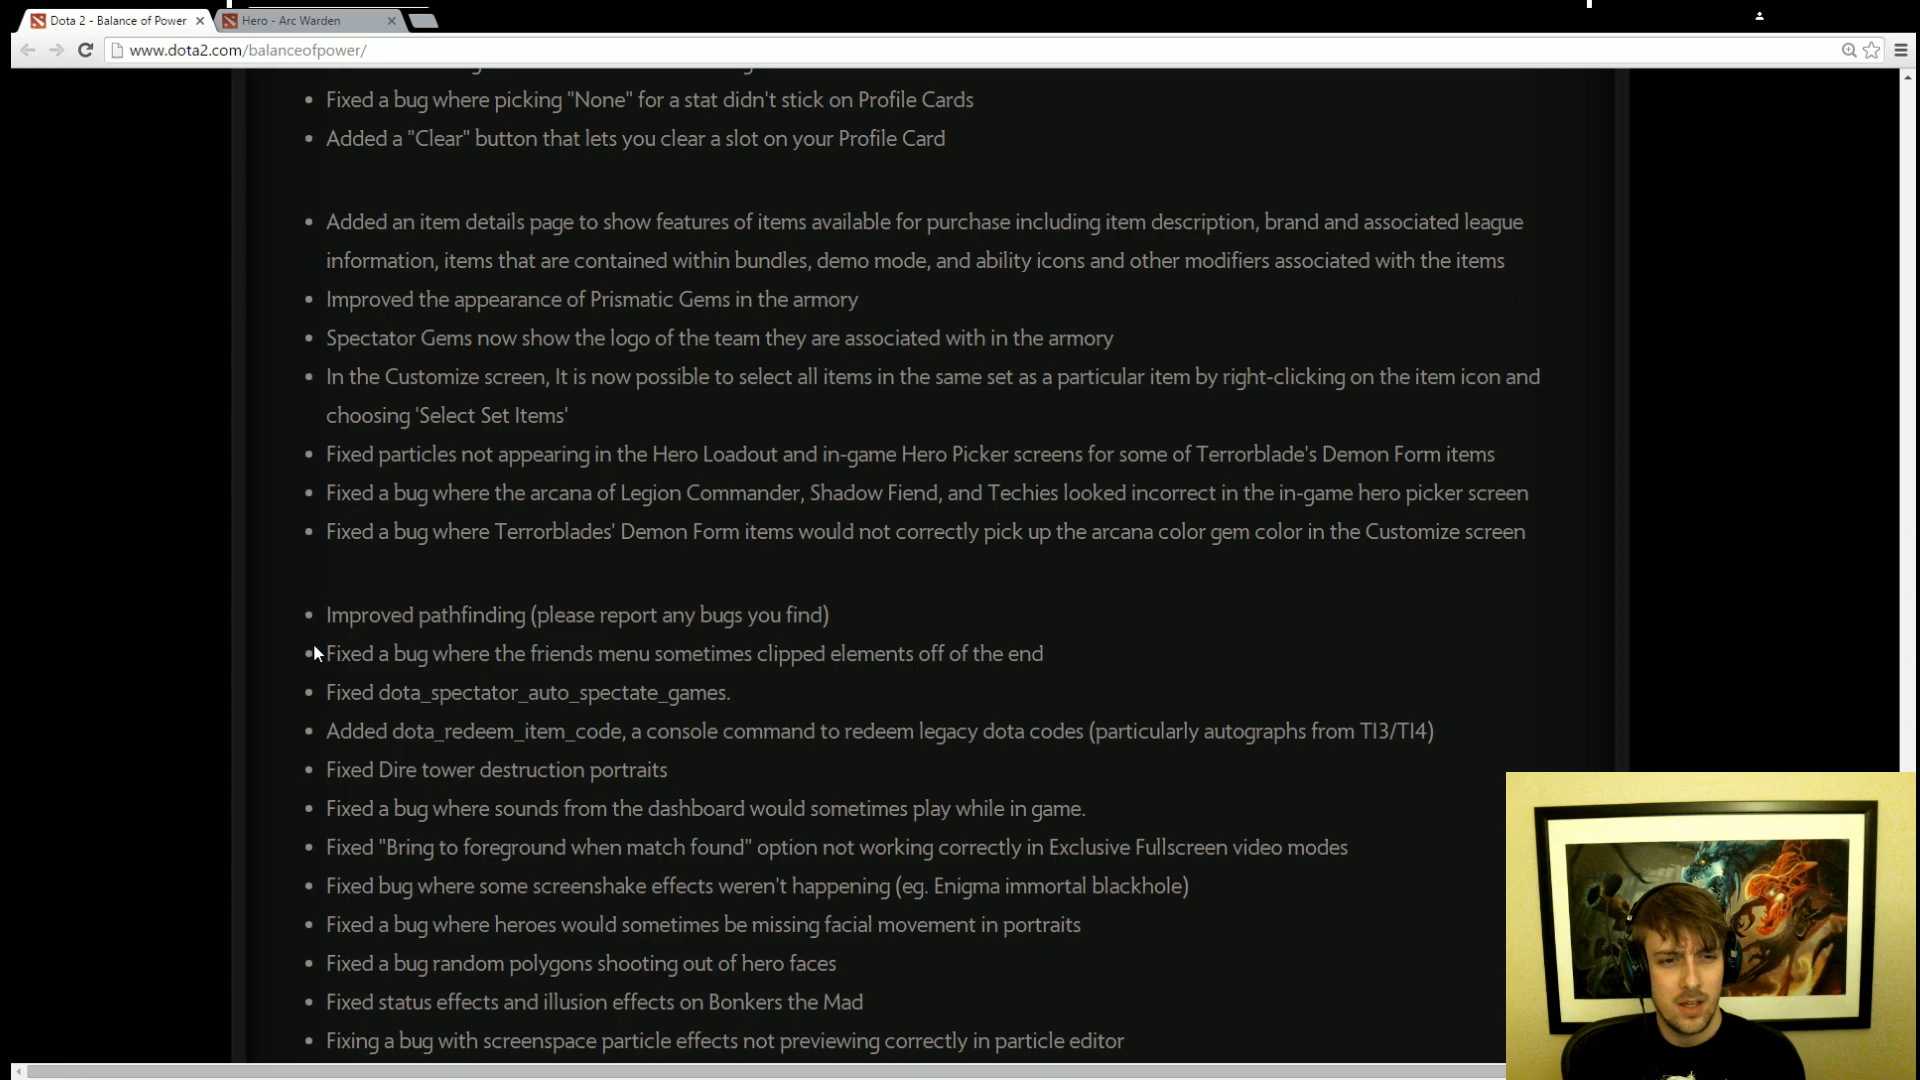 Dota 2 - Balance of Power
Hero - Arc Warden
www.dota2.com/balanceofpower/
Fixed a bug where picking "None" for a stat didn't stick on Profile Cards
Added a "Clear" button that lets you clear a slot on your Profile Card
Added an item details page to show features of items available for purchase including item description, brand and associated league
information, items that are contained within bundles, demo mode, and ability icons and other modifiers associated with the items
Improved the appearance of Prismatic Gems in the armory
Spectator Gems now show the logo of the team they are associated with in the armory
In the Customize screen, It is now possible to select all items in the same set as a particular item by right-clicking on the item icon and
choosing 'Select Set Items'
Fixed particles not appearing in the Hero Loadout and in-game Hero Picker screens for some of Terrorblade's Demon Form items
Fixed a bug where the arcana of Legion Commander, Shadow Fiend, and Techies looked incorrect in the in-game hero picker screen
Fixed a bug where Terrorblades' Demon Form items would not correctly pick up the arcana color gem color in the Customize screen
Improved pathfinding (please report any bugs you find)
Fixed a bug where the friends menu sometimes clipped elements off of the end
Fixed dota_spectator_auto_spectate_games.
Added dota_redeem_item_code, a console command to redeem legacy dota codes (particularly autographs from TI3/TI4)
Fixed Dire tower destruction portraits
Fixed a bug where sounds from the dashboard would sometimes play while in game.
Fixed "Bring to foreground when match found" option not working correctly in Exclusive Fullscreen video modes
Fixed bug where some screenshake effects weren't happening (eg. Enigma immortal blackhole)
Fixed a bug where heroes would sometimes be missing facial movement in portraits
Fixed a bug random polygons shooting out of hero faces
Fixed status effects and illusion effects on Bonkers the Mad
Fixing a bug with screenspace particle effects not previewing correctly in particle editor